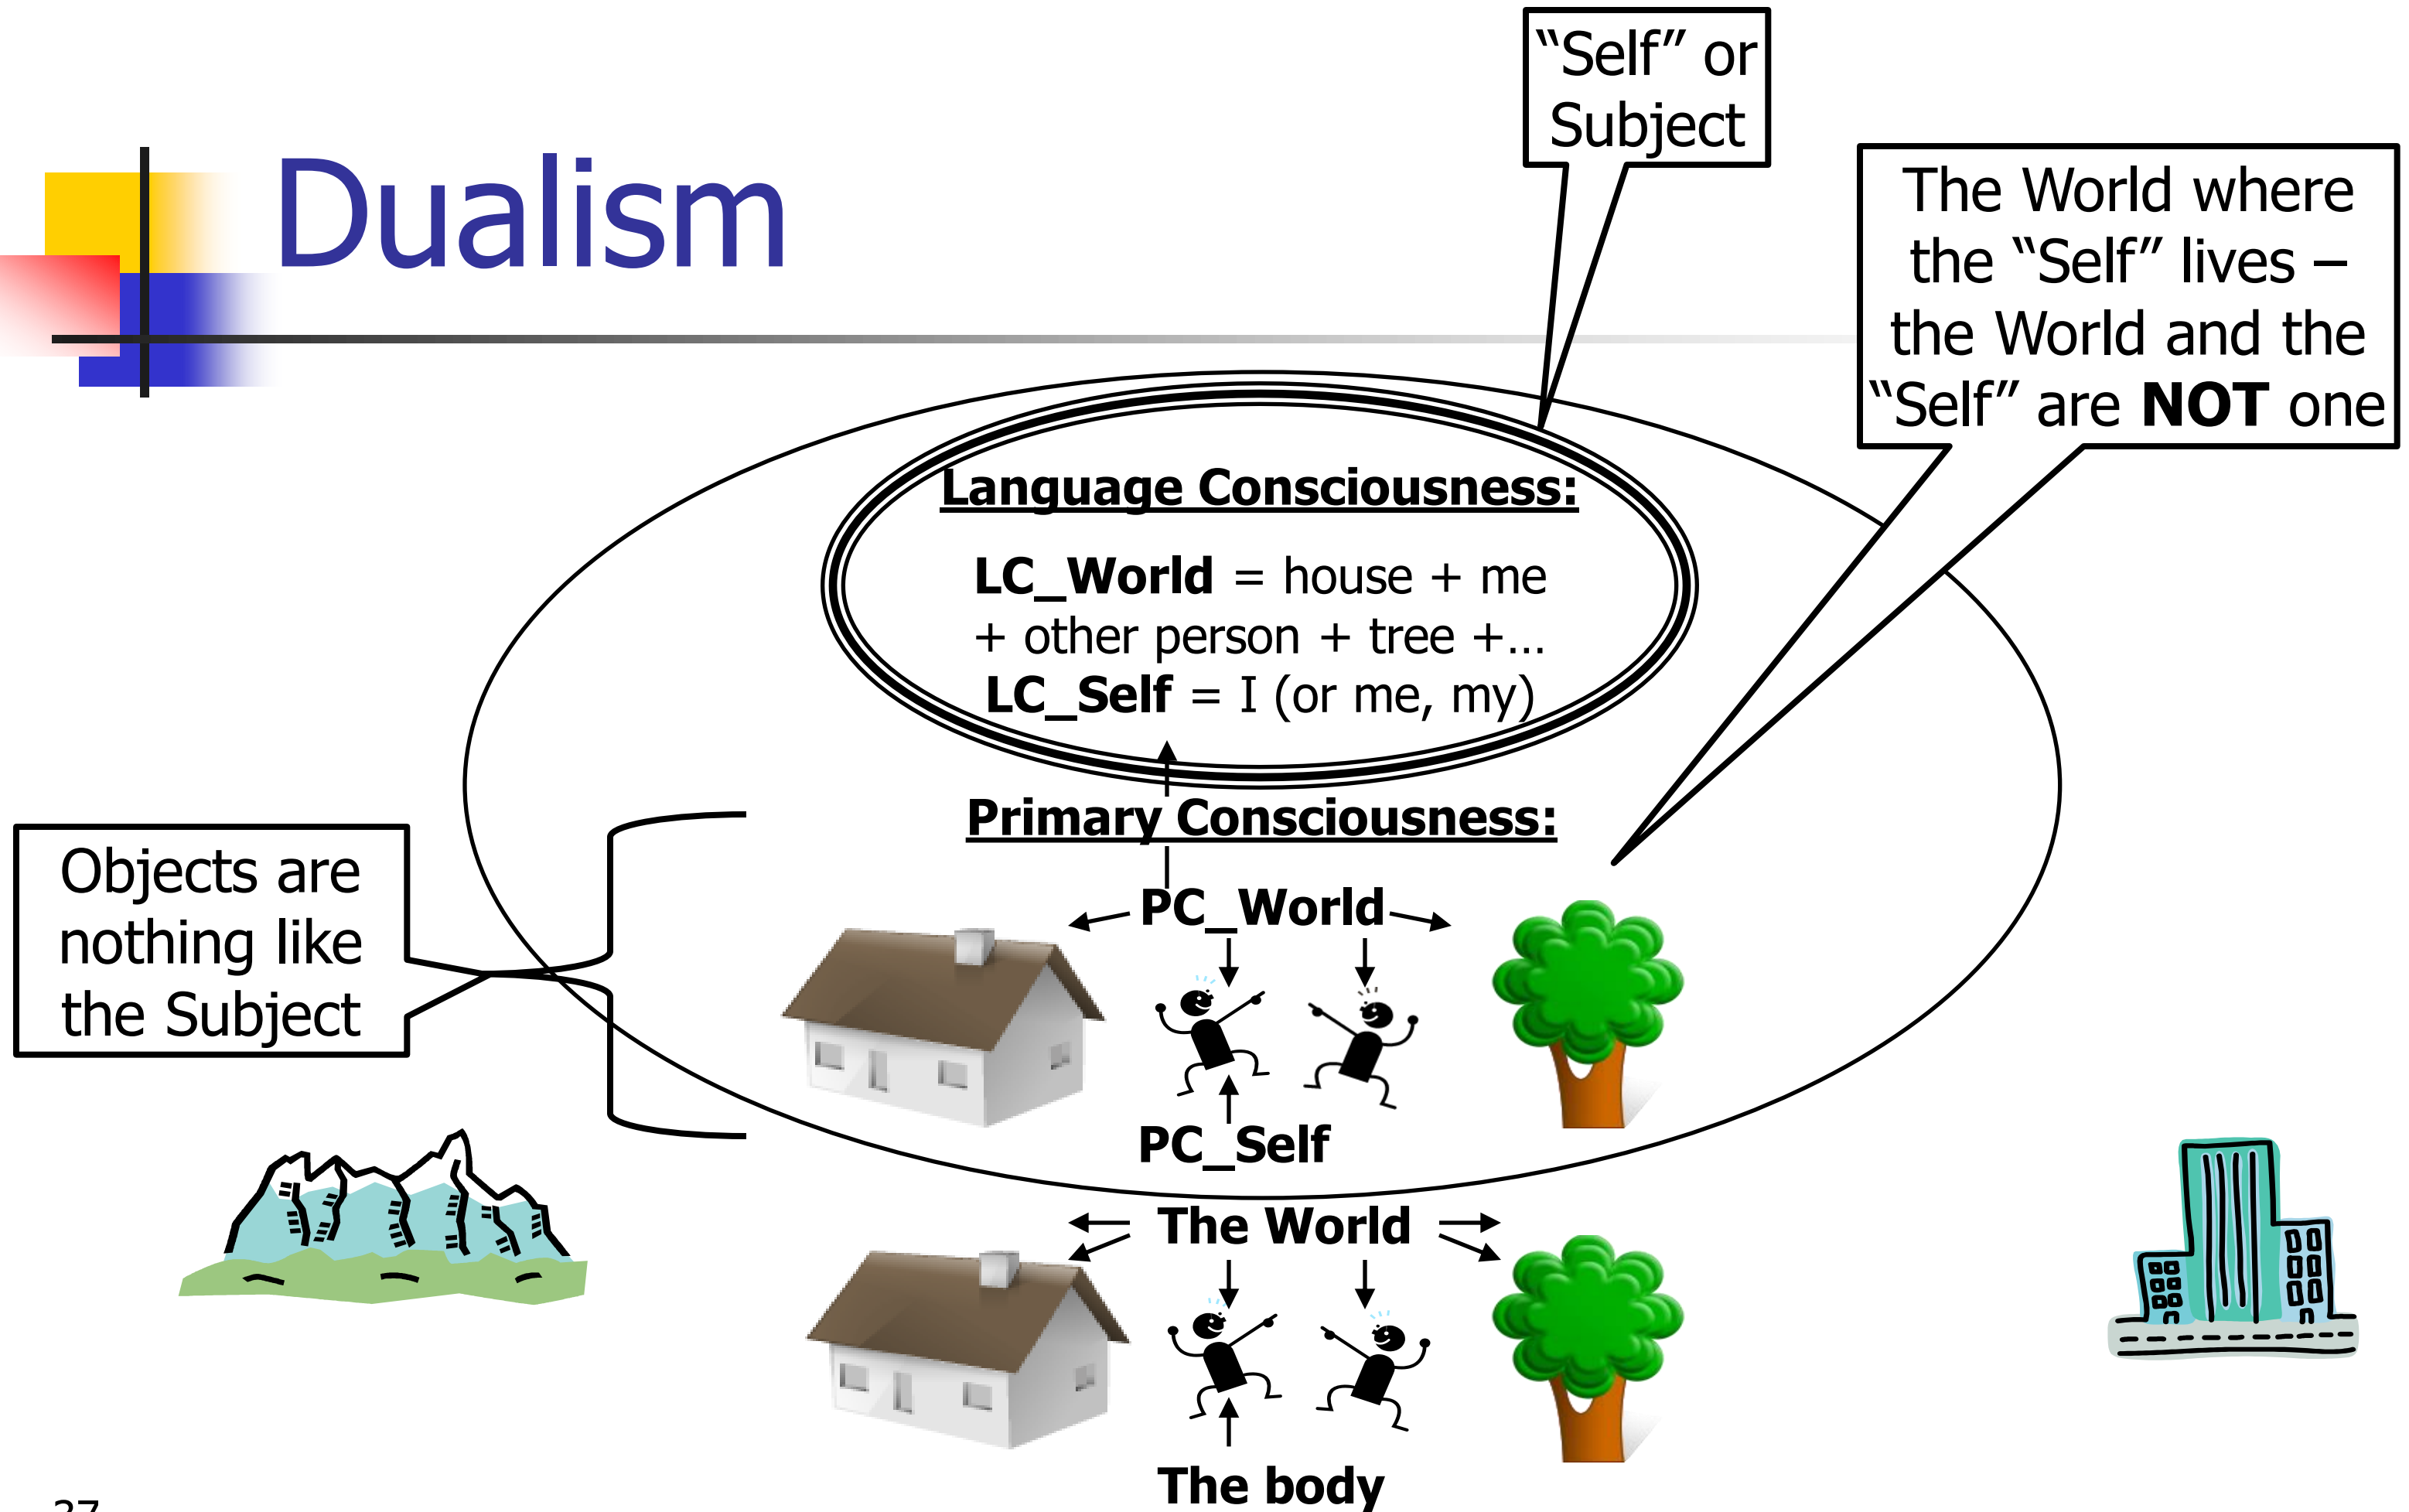 "Self" or
Subject
Dualism
The World where
the "Self" lives –
the World and the
"Self" are NOT one
Language Consciousness:
LC_World = house + me
+ other person + tree +...
LC_Self = I (or me, my)
Primary Consciousness:
Objects are
nothing like
the Subject
PC_World
PC_Self
The World
The body
37